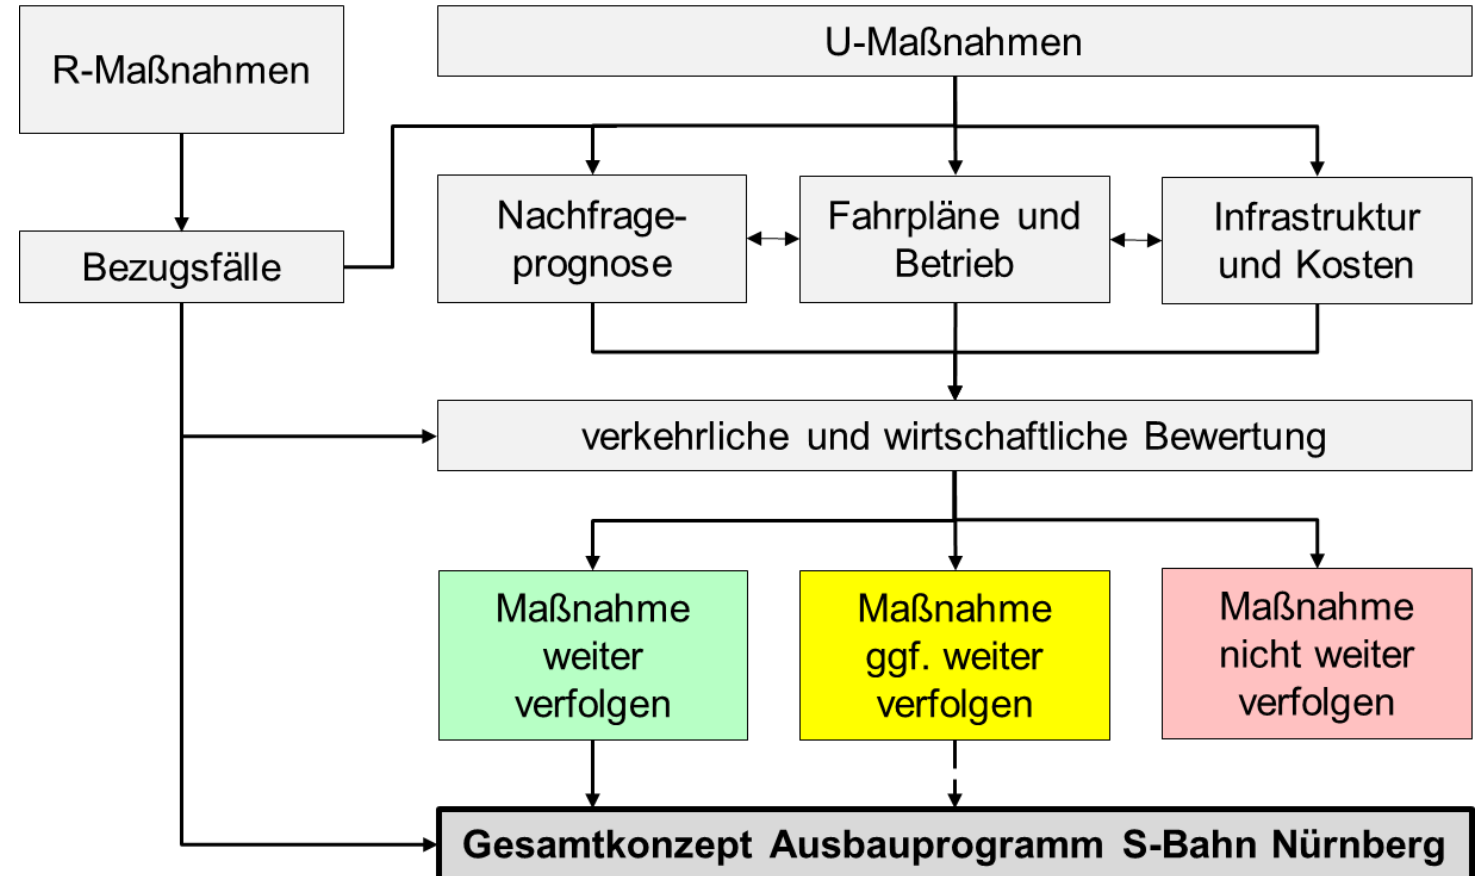 R-Maßnahmen
U-Maßnahmen
Bezugsfälle
Nachfrage-
prognose
Fahrpläne und
Betrieb
Infrastruktur
und Kosten
verkehrliche und wirtschaftliche Bewertung
Maßnahme
weiter
verfolgen
Maßnahme
ggf. weiter
verfolgen
Maßnahme
nicht weiter
verfolgen
Gesamtkonzept Ausbauprogramm S-Bahn Nürnberg